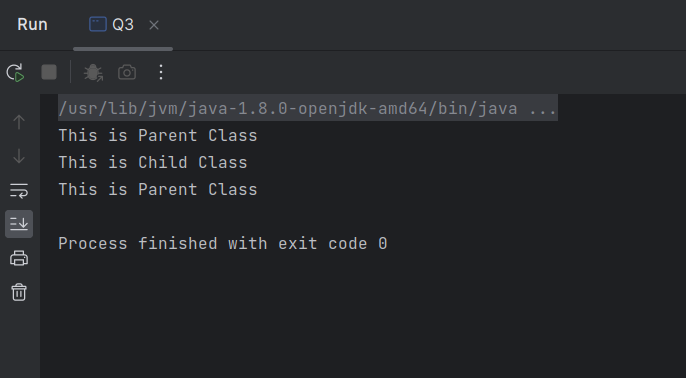 Run Q3
/usr/lib/jvm/java-1.8.0-openjdk-amd64/bin/java ...
This is Parent Class
This is Child Class
This is Parent Class
Process finished with exit code 0